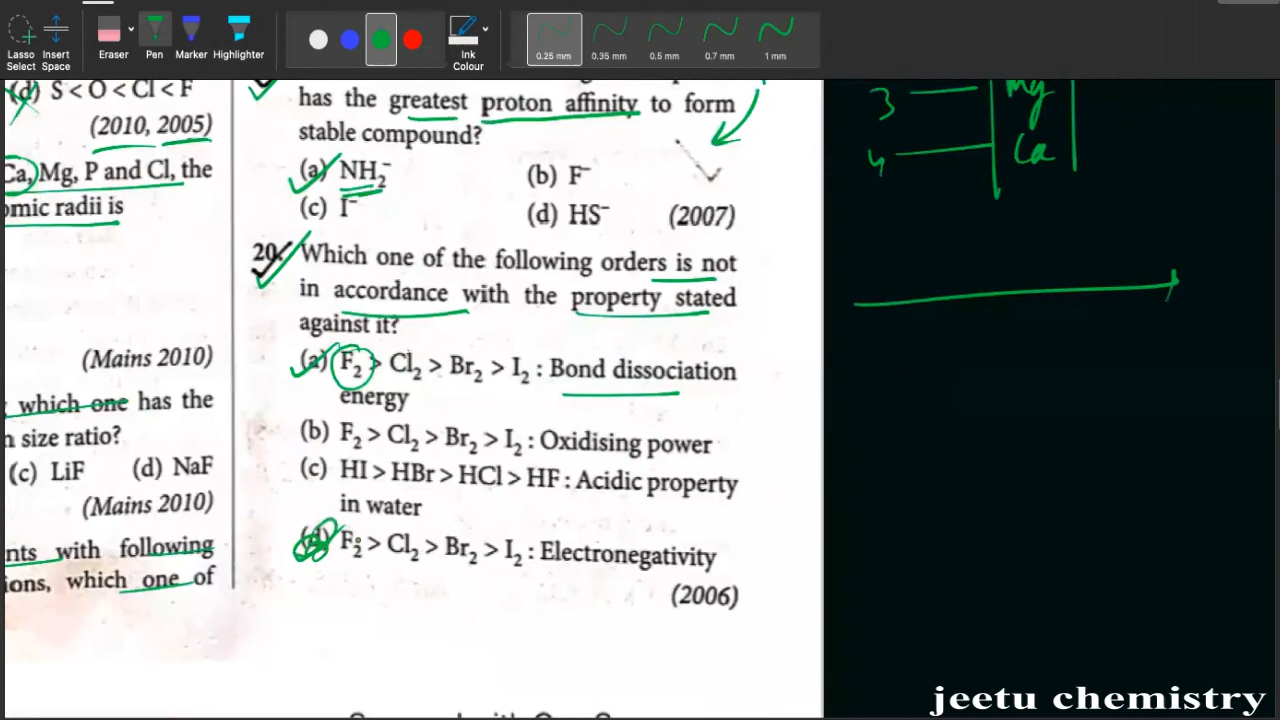 Lasso
Select
Insert
Space
Eraser
Pen
Marker
Highlighter
Ink
Colour
0.25 mm
0.35 mm
0.5 mm
0.7 mm
1 mm
(d) S < O < Cl < F
(2010, 2005)
Ca, Mg, P and Cl, the
omic radii is
(Mains 2010)
which one has the
n size ratio?
(c) LiF (d) NaF
(Mains 2010)
nts with following
ions, which one of
has the greatest proton affinity to form
stable compound?
(a) NH₂⁻ (b) F⁻
(c) I⁻ (d) HS⁻ (2007)
20. Which one of the following orders is not
in accordance with the property stated
against it?
(a) F₂ > Cl₂ > Br₂ > I₂ : Bond dissociation
energy
(b) F₂ > Cl₂ > Br₂ > I₂ : Oxidising power
(c) HI > HBr > HCl > HF : Acidic property
in water
(d) F₂ > Cl₂ > Br₂ > I₂ : Electronegativity
(2006)
3 Mg
4 Ca
jeetu chemistry